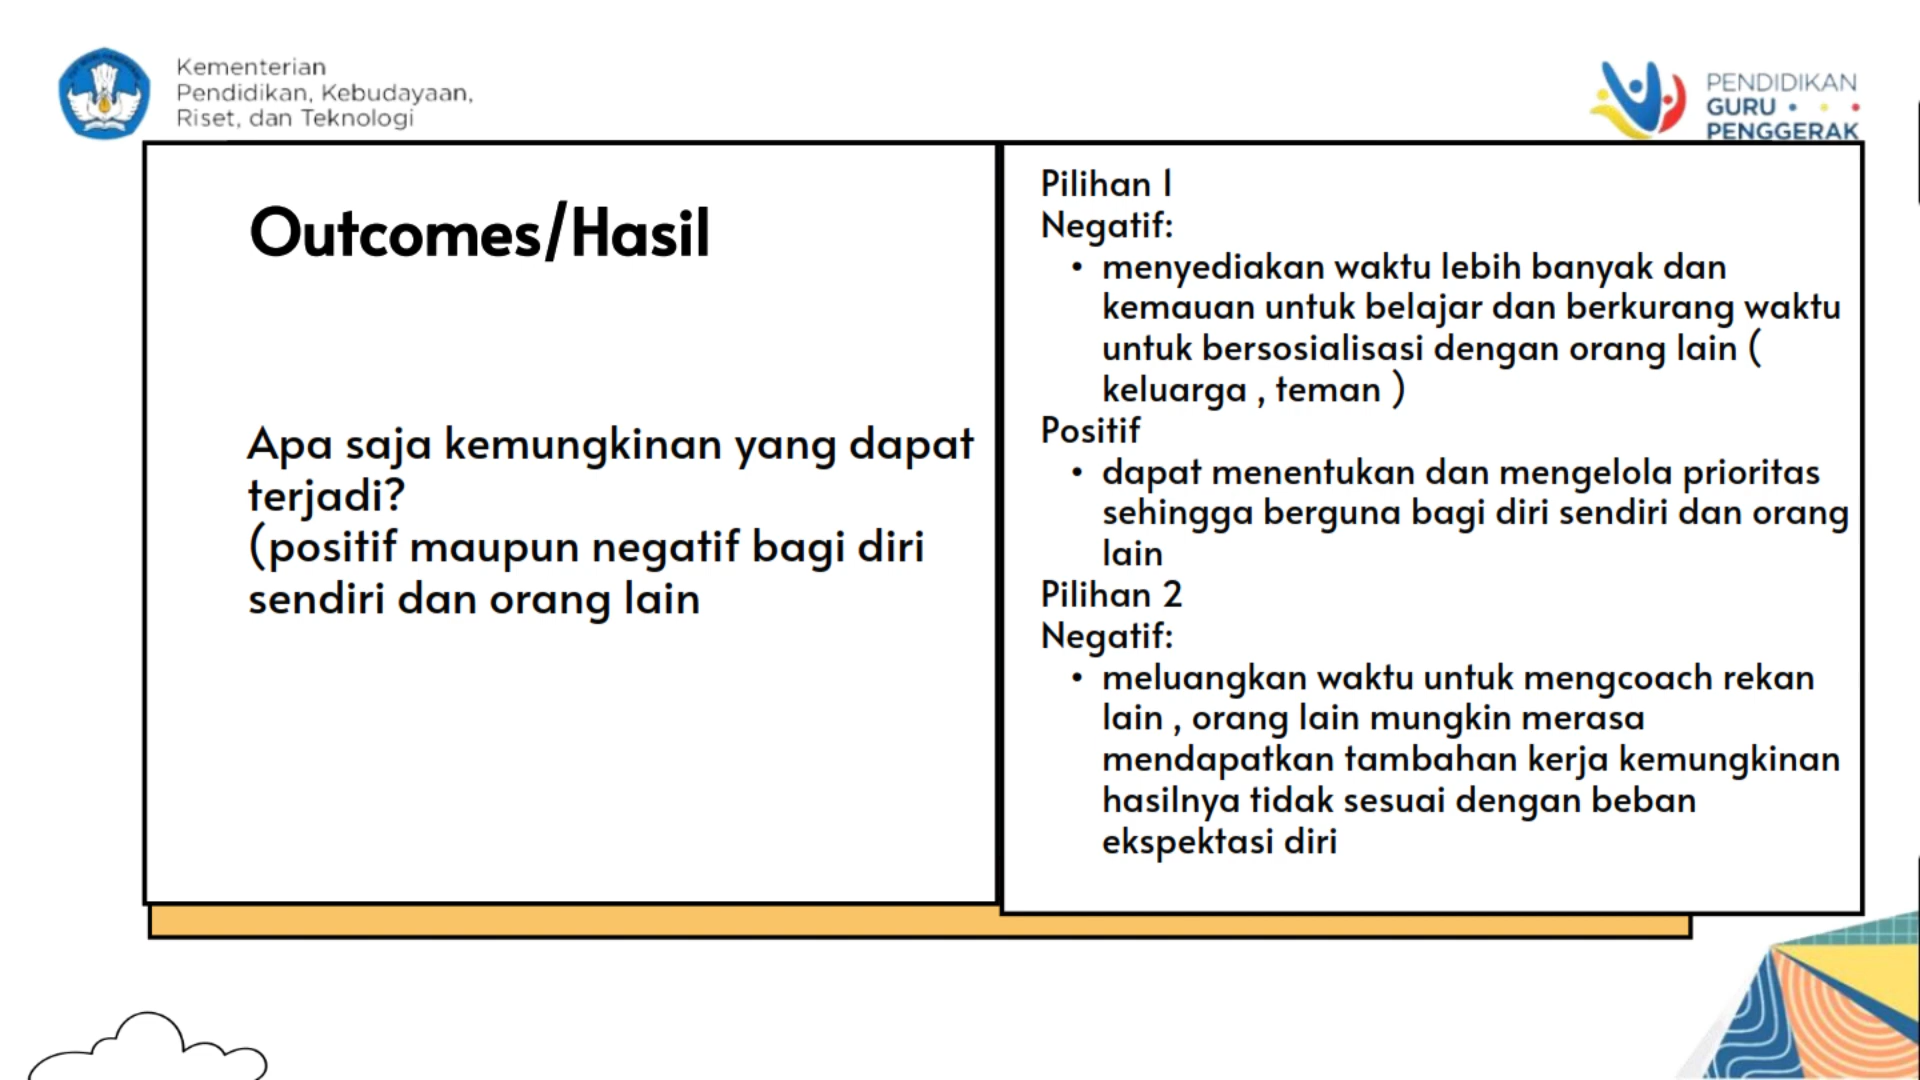 Kementerian
Pendidikan, Kebudayaan,
Riset, dan Teknologi
PENDIDIKAN
GURU
PENGGERAK
Outcomes/Hasil
Apa saja kemungkinan yang dapat
terjadi?
(positif maupun negatif bagi diri
sendiri dan orang lain
Pilihan 1
Negatif:
• menyediakan waktu lebih banyak dan
kemauan untuk belajar dan berkurang waktu
untuk bersosialisasi dengan orang lain (
keluarga , teman )
Positif
• dapat menentukan dan mengelola prioritas
sehingga berguna bagi diri sendiri dan orang
lain
Pilihan 2
Negatif:
• meluangkan waktu untuk mengcoach rekan
lain , orang lain mungkin merasa
mendapatkan tambahan kerja kemungkinan
hasilnya tidak sesuai dengan beban
ekspektasi diri